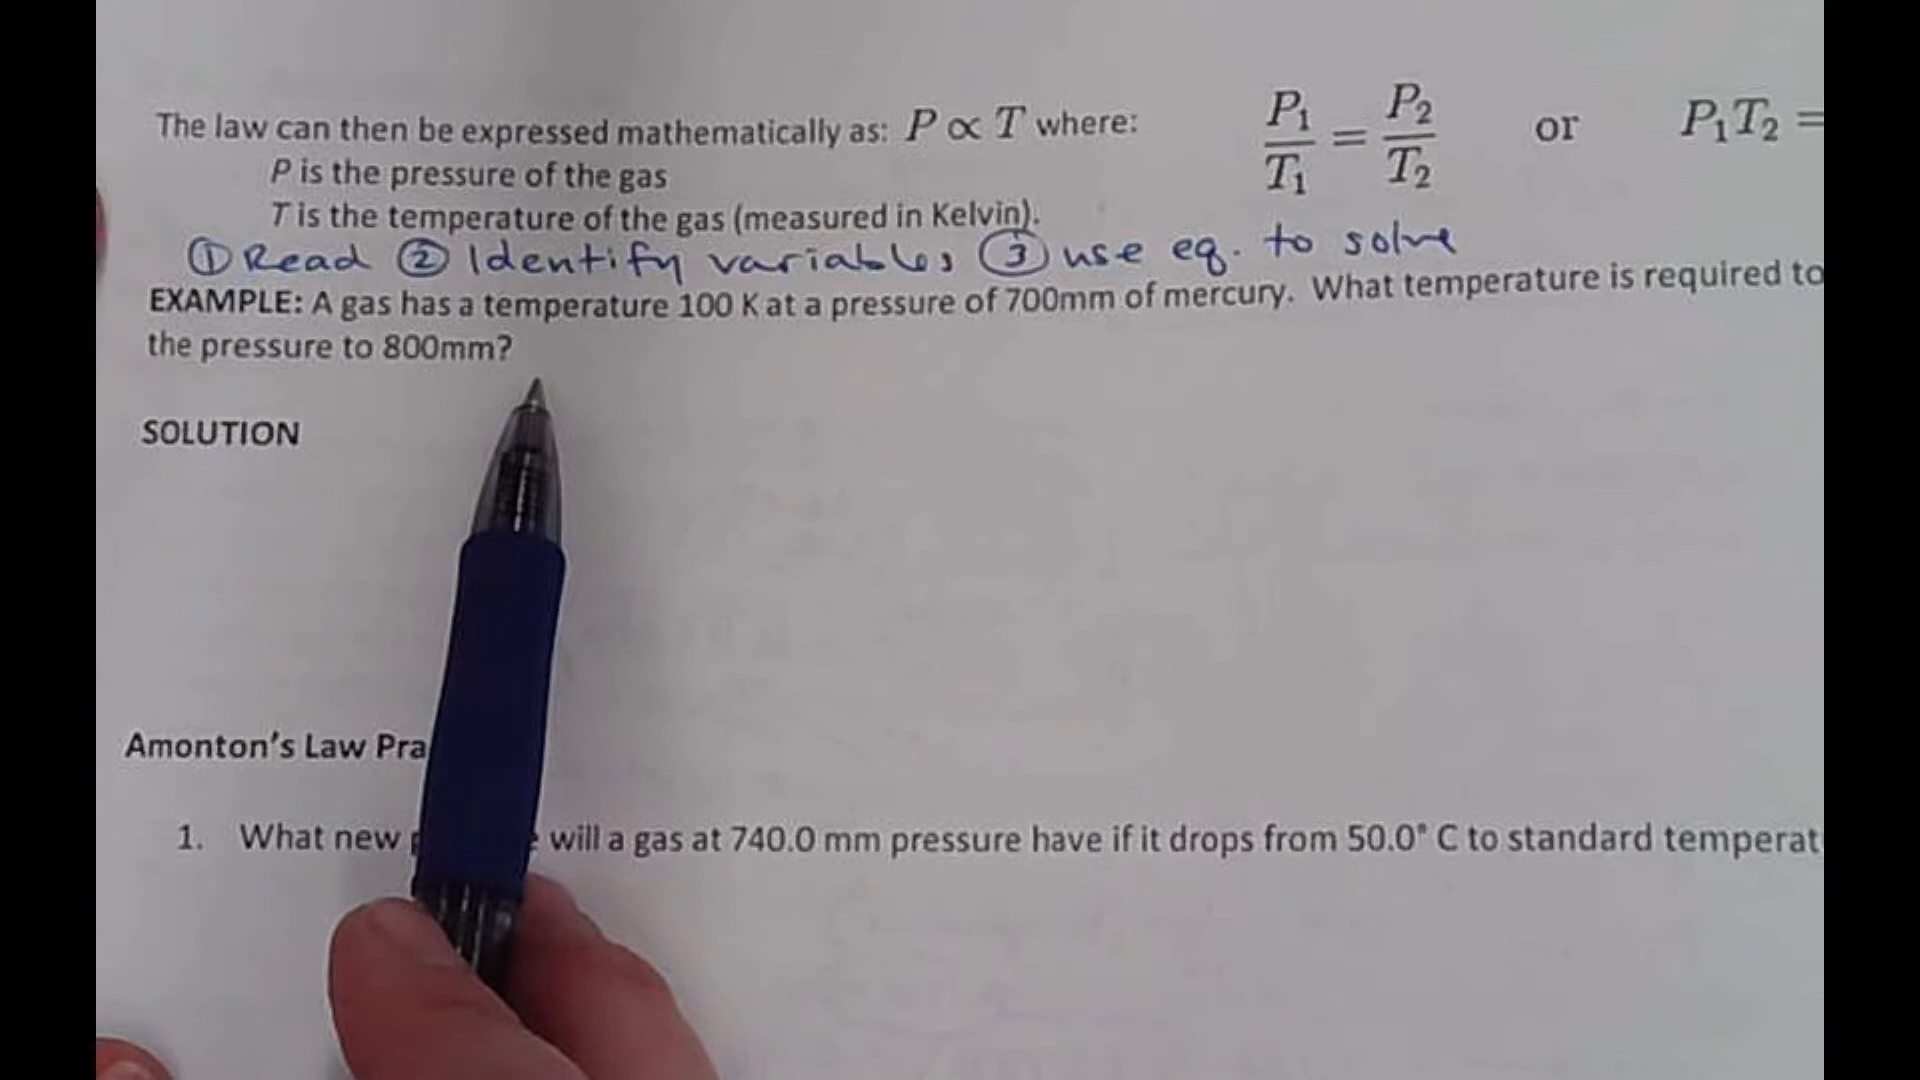 The law can then be expressed mathematically as: P ∝ T where: P₁/T₁ = P₂/T₂ or P₁T₂ =
P is the pressure of the gas
T is the temperature of the gas (measured in Kelvin).
① Read ② Identify variables ③ use eq. to solve
EXAMPLE: A gas has a temperature 100 K at a pressure of 700mm of mercury. What temperature is required to
the pressure to 800mm?
SOLUTION
Amonton's Law
1. What new will a gas at 740.0 mm pressure have if it drops from 50.0° C to standard